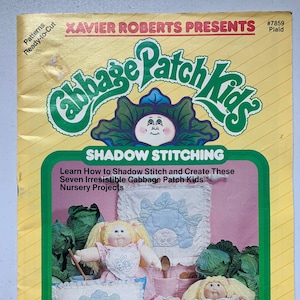 XAVIER ROBERTS PRESENTS
#7859
Plaid
Patterns
Ready-to-Cut
Cabbage Patch Kids
SHADOW STITCHING
Learn How to Shadow Stitch and Create These
Seven Irresistible Cabbage Patch Kids™
Nursery Projects